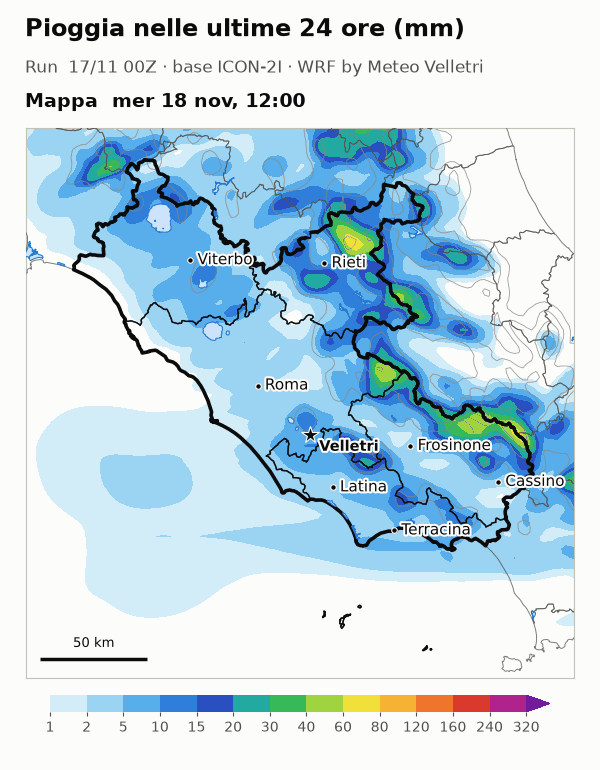 Pioggia nelle ultime 24 ore (mm)
Run  17/11 00Z · base ICON-2I · WRF by Meteo Velletri
Mappa  mer 18 nov, 12:00
Viterbo
Rieti
Roma
Velletri
Frosinone
Cassino
Latina
Terracina
50 km
1 2 5 10 15 20 30 40 60 80 120 160 240 320